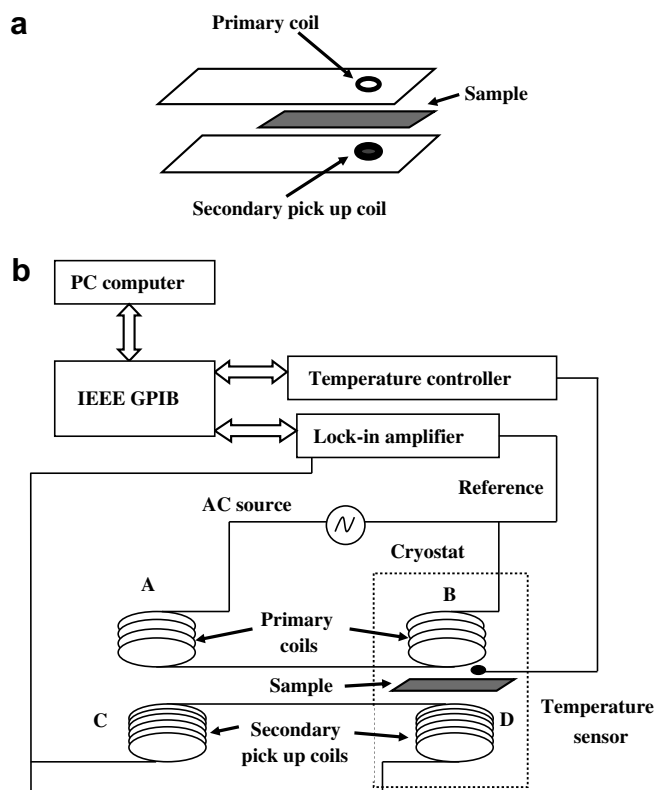 a
Primary coil
Sample
Secondary pick up coil
b
PC computer
IEEE GPIB
Temperature controller
Lock-in amplifier
Reference
AC source
Cryostat
A
B
Primary
coils
Sample
C
D
Secondary
pick up coils
Temperature
sensor